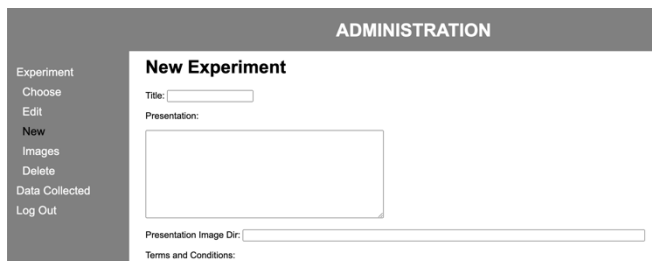 ADMINISTRATION
Experiment
Choose
Edit
New
Images
Delete
Data Collected
Log Out
New Experiment
Title:
Presentation:
Presentation Image Dir:
Terms and Conditions: